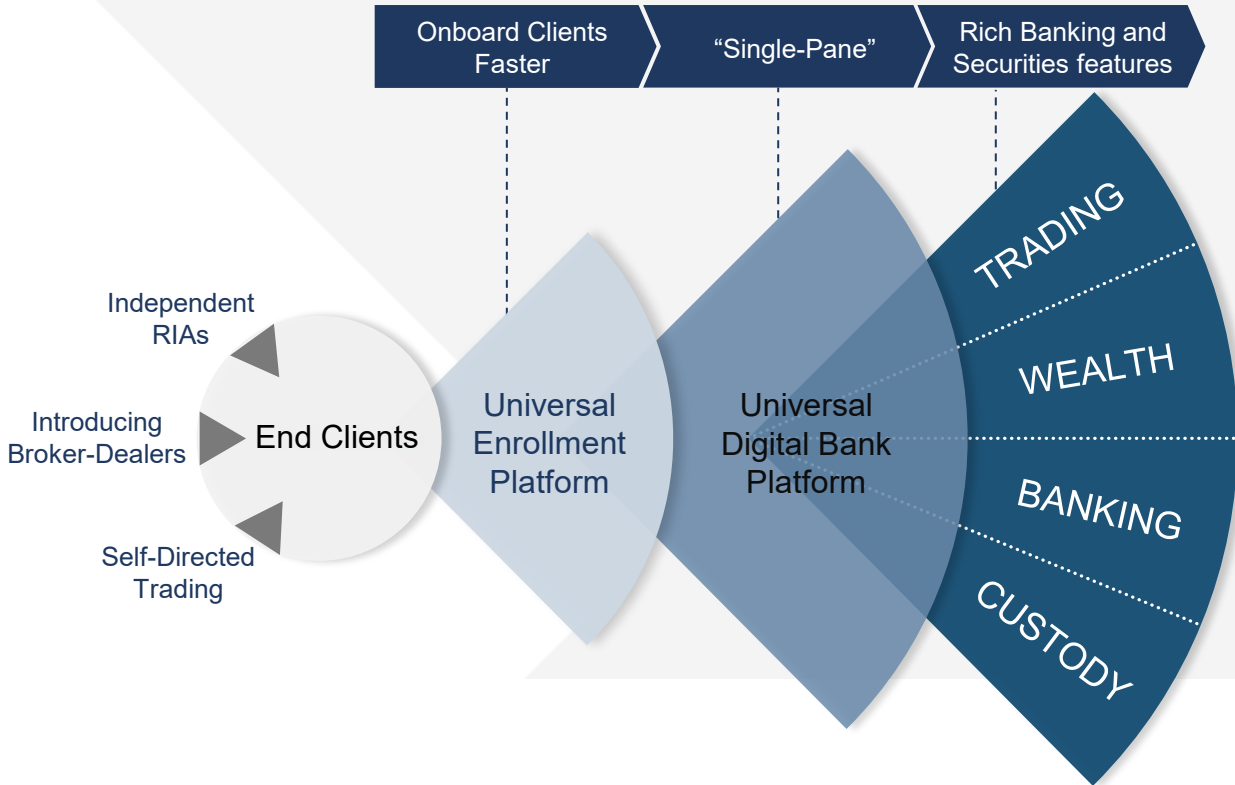 Onboard Clients
Faster
“Single-Pane”
Rich Banking and
Securities features
Independent
RIAs
Introducing
Broker-Dealers
Self-Directed
Trading
End Clients
Universal
Enrollment
Platform
Universal
Digital Bank
Platform
TRADING
WEALTH
BANKING
CUSTODY